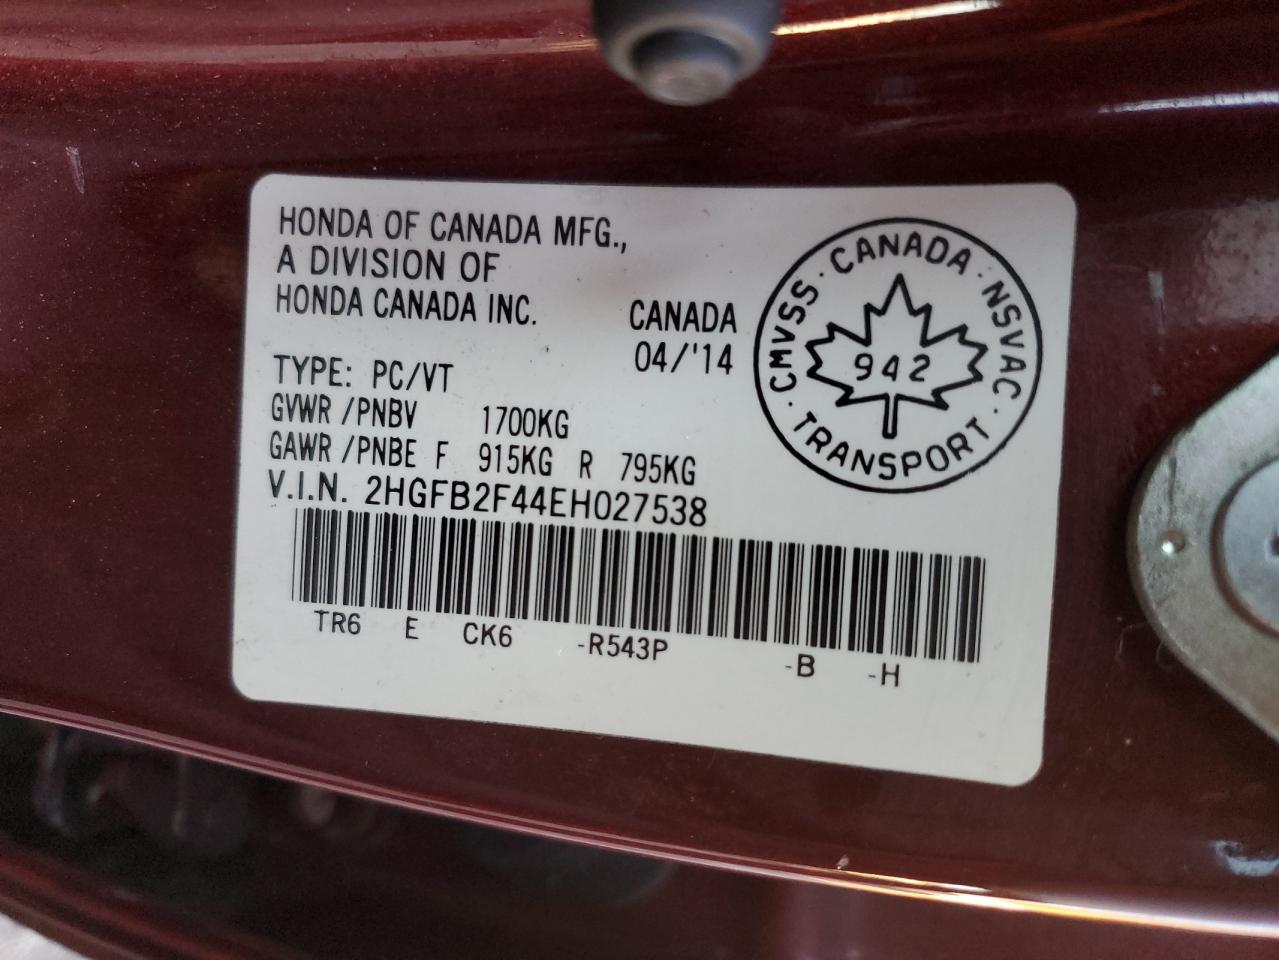 HONDA OF CANADA MFG.,
A DIVISION OF
HONDA CANADA INC.
CANADA
04/'14
TYPE: PC/VT
GVWR /PNBV 1700KG
GAWR /PNBE F 915KG R 795KG
V.I.N. 2HGFB2F44EH027538
TR6 E CK6 -R543P -B -H
CMVSS · CANADA · NSVAC ·
942
TRANSPORT ·